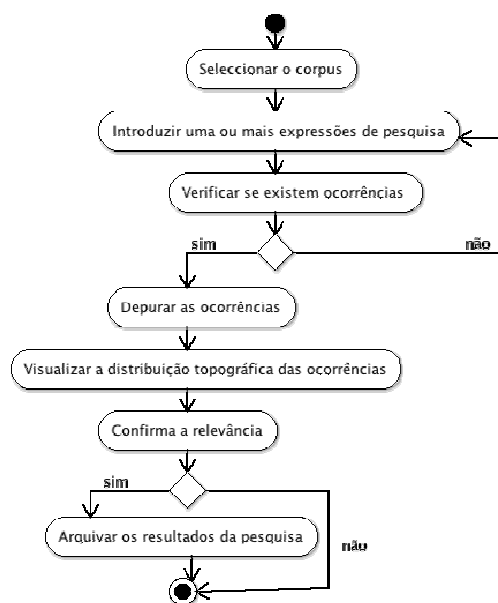 Seleccionar o corpus
Introduzir uma ou mais expressões de pesquisa
Verificar se existem ocorrências
sim
não
Depurar as ocorrências
Visualizar a distribuição topográfica das ocorrências
Confirma a relevância
sim
Arquivar os resultados da pesquisa
não